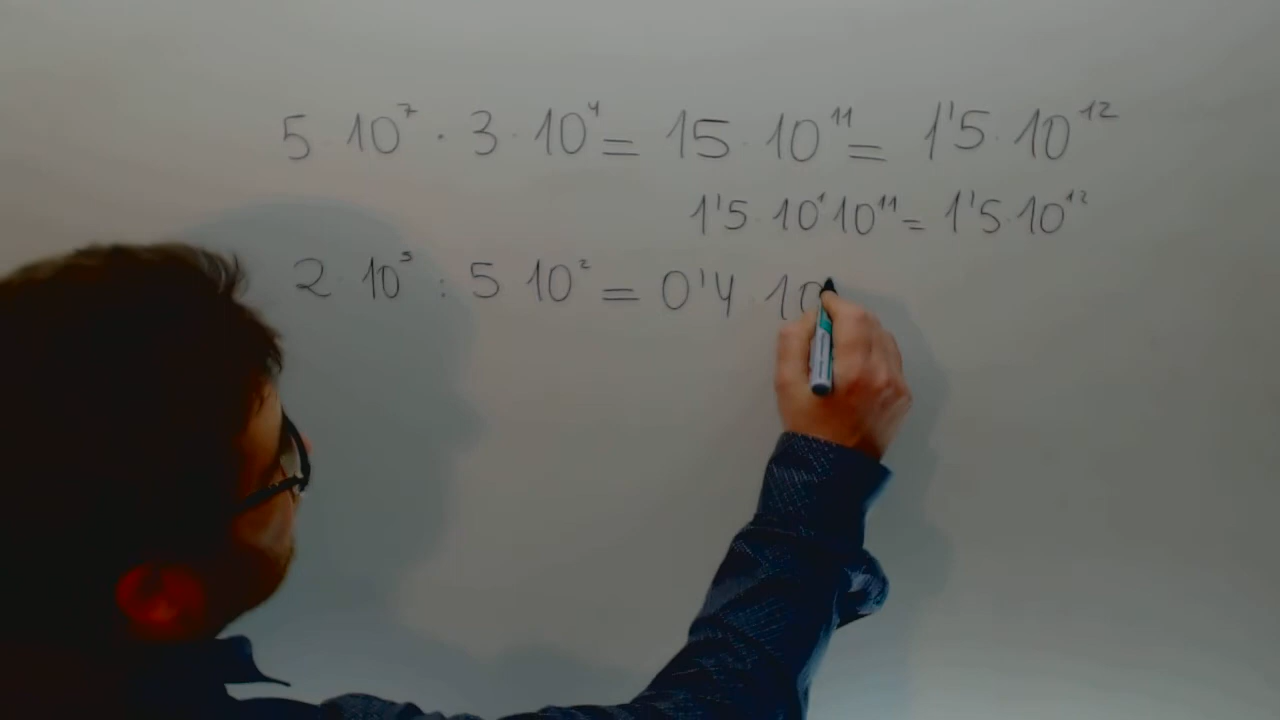 5 · 10⁷ · 3 · 10⁴ = 15 · 10¹¹ = 1'5 · 10¹²
1'5 · 10¹ 10¹¹ = 1'5 · 10¹²
2 · 10⁵ : 5 · 10² = 0'4 · 10